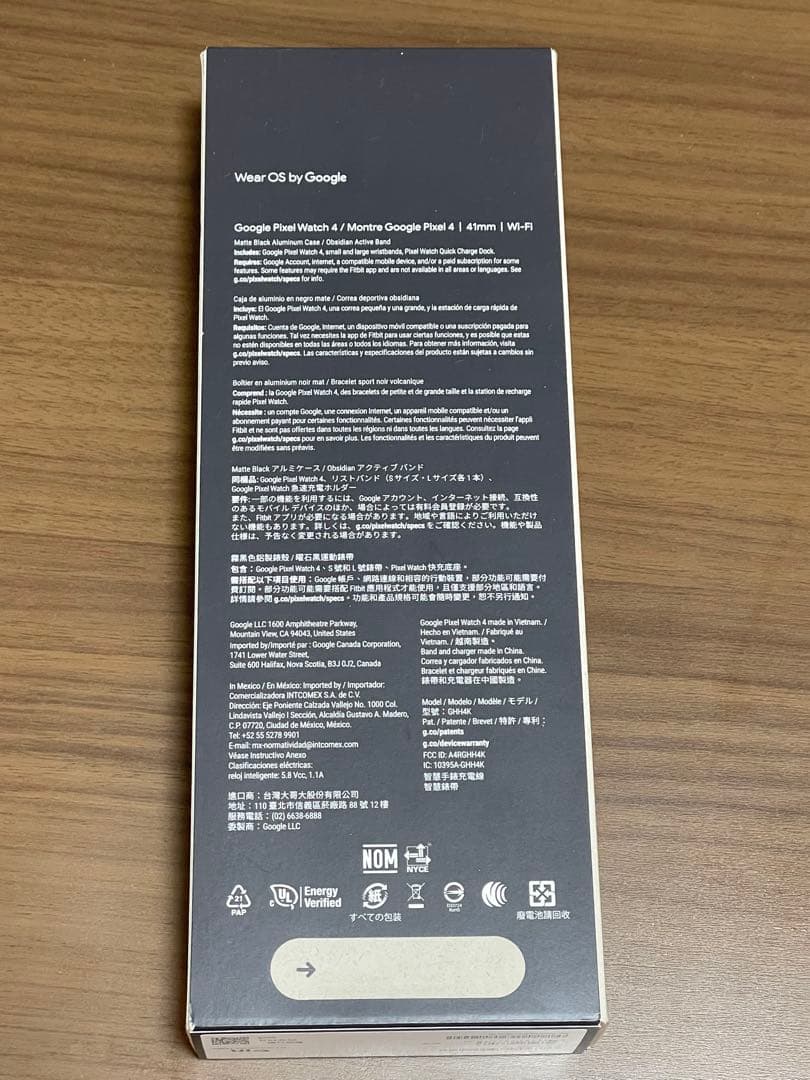 Wear OS by Google
Google Pixel Watch 4 / Montre Google Pixel 4 | 41mm | Wi-Fi
Matte Black Aluminum Case / Obsidian Active Band
Includes: Google Pixel Watch 4, small and large wristbands, Pixel Watch Quick Charge Dock.
Requires: Google Account, internet, a compatible mobile device, and/or a paid subscription for some
features. Some features may require the Fitbit app and are not available in all areas or languages. See
g.co/pixelwatch/specs for info.
Caja de aluminio en negro mate / Correa deportiva obsidiana
Incluye: El Google Pixel Watch 4, una correa pequeña y una grande, y la estación de carga rápida de
Pixel Watch.
Requisitos: Cuenta de Google, Internet, un dispositivo móvil compatible o una suscripción pagada para
algunas funciones. Tal vez necesites la app de Fitbit para usar ciertas funciones, y es posible que estas
no estén disponibles en todas las áreas o todos los idiomas. Para obtener más información, visita
g.co/pixelwatch/specs. Las características y especificaciones del producto están sujetas a cambios sin
previo aviso.
Boîtier en aluminium noir mat / Bracelet sport noir volcanique
Comprend : la Google Pixel Watch 4, des bracelets de petite et de grande taille et la station de recharge
rapide Pixel Watch.
Nécessite : un compte Google, une connexion Internet, un appareil mobile compatible et/ou un
abonnement payant pour certaines fonctionnalités. Certaines fonctionnalités peuvent nécessiter l'appli
Fitbit et ne sont pas offertes dans toutes les régions ni dans toutes les langues. Consultez la page
g.co/pixelwatch/specs pour en savoir plus. Les fonctionnalités et les caractéristiques du produit peuvent
être modifiées sans préavis.
Matte Black アルミケース / Obsidian アクティブ バンド
同梱品: Google Pixel Watch 4、リストバンド（S サイズ・L サイズ各 1 本）、
Google Pixel Watch 急速充電ホルダー
要件: 一部の機能を利用するには、Google アカウント、インターネット接続、互換性
のあるモバイル デバイスのほか、場合によっては有料会員登録が必要です。
また、Fitbit アプリが必要になる場合があります。地域や言語によりご利用いただけ
ない機能もあります。詳しくは、g.co/pixelwatch/specs をご確認ください。機能や製品
仕様は、予告なく変更される場合があります。
霧黑色鋁製錶殼 / 曜石黑運動錶帶
包含：Google Pixel Watch 4、S 號和 L 號錶帶、Pixel Watch 快充底座。
需搭配以下項目使用：Google 帳戶、網路連線和相容的行動裝置，部分功能可能需要付
費訂閱。部分功能可能需要搭配 Fitbit 應用程式才能使用，且僅支援部分地區和語言。
詳情請參閱 g.co/pixelwatch/specs。功能和產品規格可能會隨時變更，恕不另行通知。
Google LLC 1600 Amphitheatre Parkway,
Mountain View, CA 94043, United States
Imported by/Importé par : Google Canada Corporation,
1741 Lower Water Street,
Suite 600 Halifax, Nova Scotia, B3J 0J2, Canada
In Mexico / En México: Imported by / Importador:
Comercializadora INTCOMEX S.A. de C.V.
Dirección: Eje Poniente Calzada Vallejo No. 1000 Col.
Lindavista Vallejo I Sección, Alcaldía Gustavo A. Madero,
C.P. 07720, Ciudad de México, México.
Tel: +52 55 5278 9901
E-mail: mx-normatividad@intcomex.com
Véase Instructivo Anexo
Clasificaciones eléctricas:
reloj inteligente: 5.8 Vcc, 1.1A
進口商：台灣大哥大股份有限公司
地址：110 臺北市信義區菸廠路 88 號 12 樓
服務電話：(02) 6638-6888
委製商：Google LLC
Google Pixel Watch 4 made in Vietnam. /
Hecho en Vietnam. / Fabriqué au
Vietnam. / 越南製造。
Band and charger made in China.
Correa y cargador fabricados en China.
Bracelet et chargeur fabriqués en Chine.
錶帶和充電器在中國製造。
Model / Modelo / Modèle / モデル /
型號：GHH4K
Pat. / Patente / Brevet / 特許 / 專利：
g.co/patents
g.co/devicewarranty
FCC ID: A4RGHH4K
IC: 10395A-GHH4K
智慧手錶充電線
智慧錶帶
NOM
NYCE
21
PAP
UL
Energy
Verified
紙
すべての包装
廢電池請回收